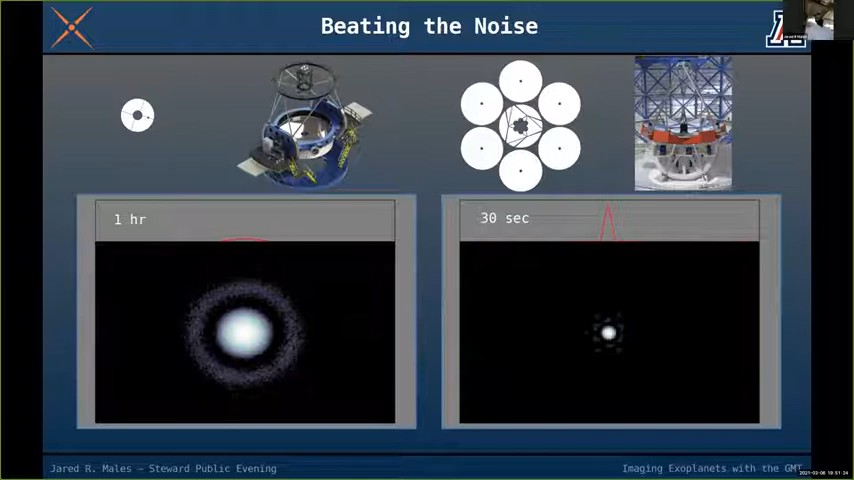 Beating the Noise
1 hr
30 sec
Jared R. Males – Steward Public Evening
Imaging Exoplanets with the GMT